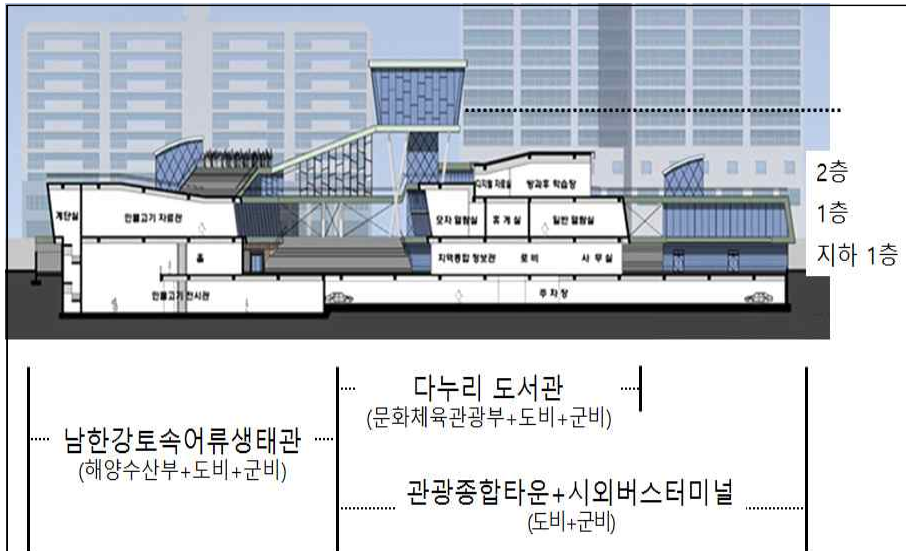 디지털 자료실
방과후 학습장
2층
계단실
민물고기 자료관
모자 열람실
휴 게 실
일반 열람실
1층
홀
지역종합 정보관
로 비
사 무 실
지하 1층
민물고기 전시관
주 차 장
다누리 도서관
(문화체육관광부+도비+군비)
남한강토속어류생태관
(해양수산부+도비+군비)
관광종합타운+시외버스터미널
(도비+군비)